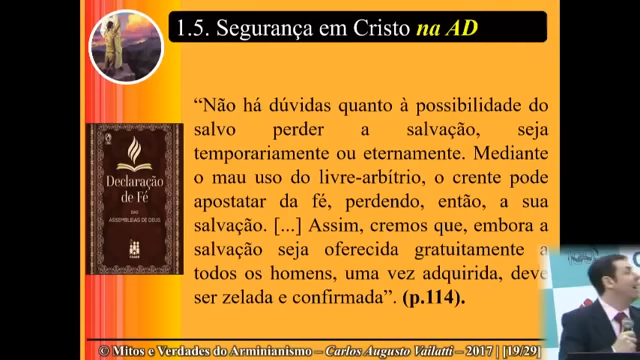 1.5. Segurança em Cristo na AD
“Não há dúvidas quanto à possibilidade do
salvo perder a salvação, seja
temporariamente ou eternamente. Mediante
o mau uso do livre-arbítrio, o crente pode
apostatar da fé, perdendo, então, a sua
salvação. [...] Assim, cremos que, embora a
salvação seja oferecida gratuitamente a
todos os homens, uma vez adquirida, deve
ser zelada e confirmada”. (p.114).
Declaração
de Fé
DAS
ASSEMBLEIAS DE DEUS
© Mitos e Verdades do Arminianismo – Carlos Augusto Vailatti – 2017 | [19/29]